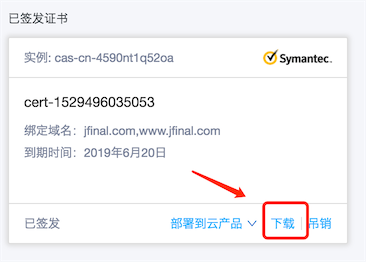 已签发证书
实例: cas-cn-4590nt1q52oa
Symantec.
cert-1529496035053
绑定域名：jfinal.com,www.jfinal.com
到期时间：2019年6月20日
已签发 部署到云产品 下载 吊销